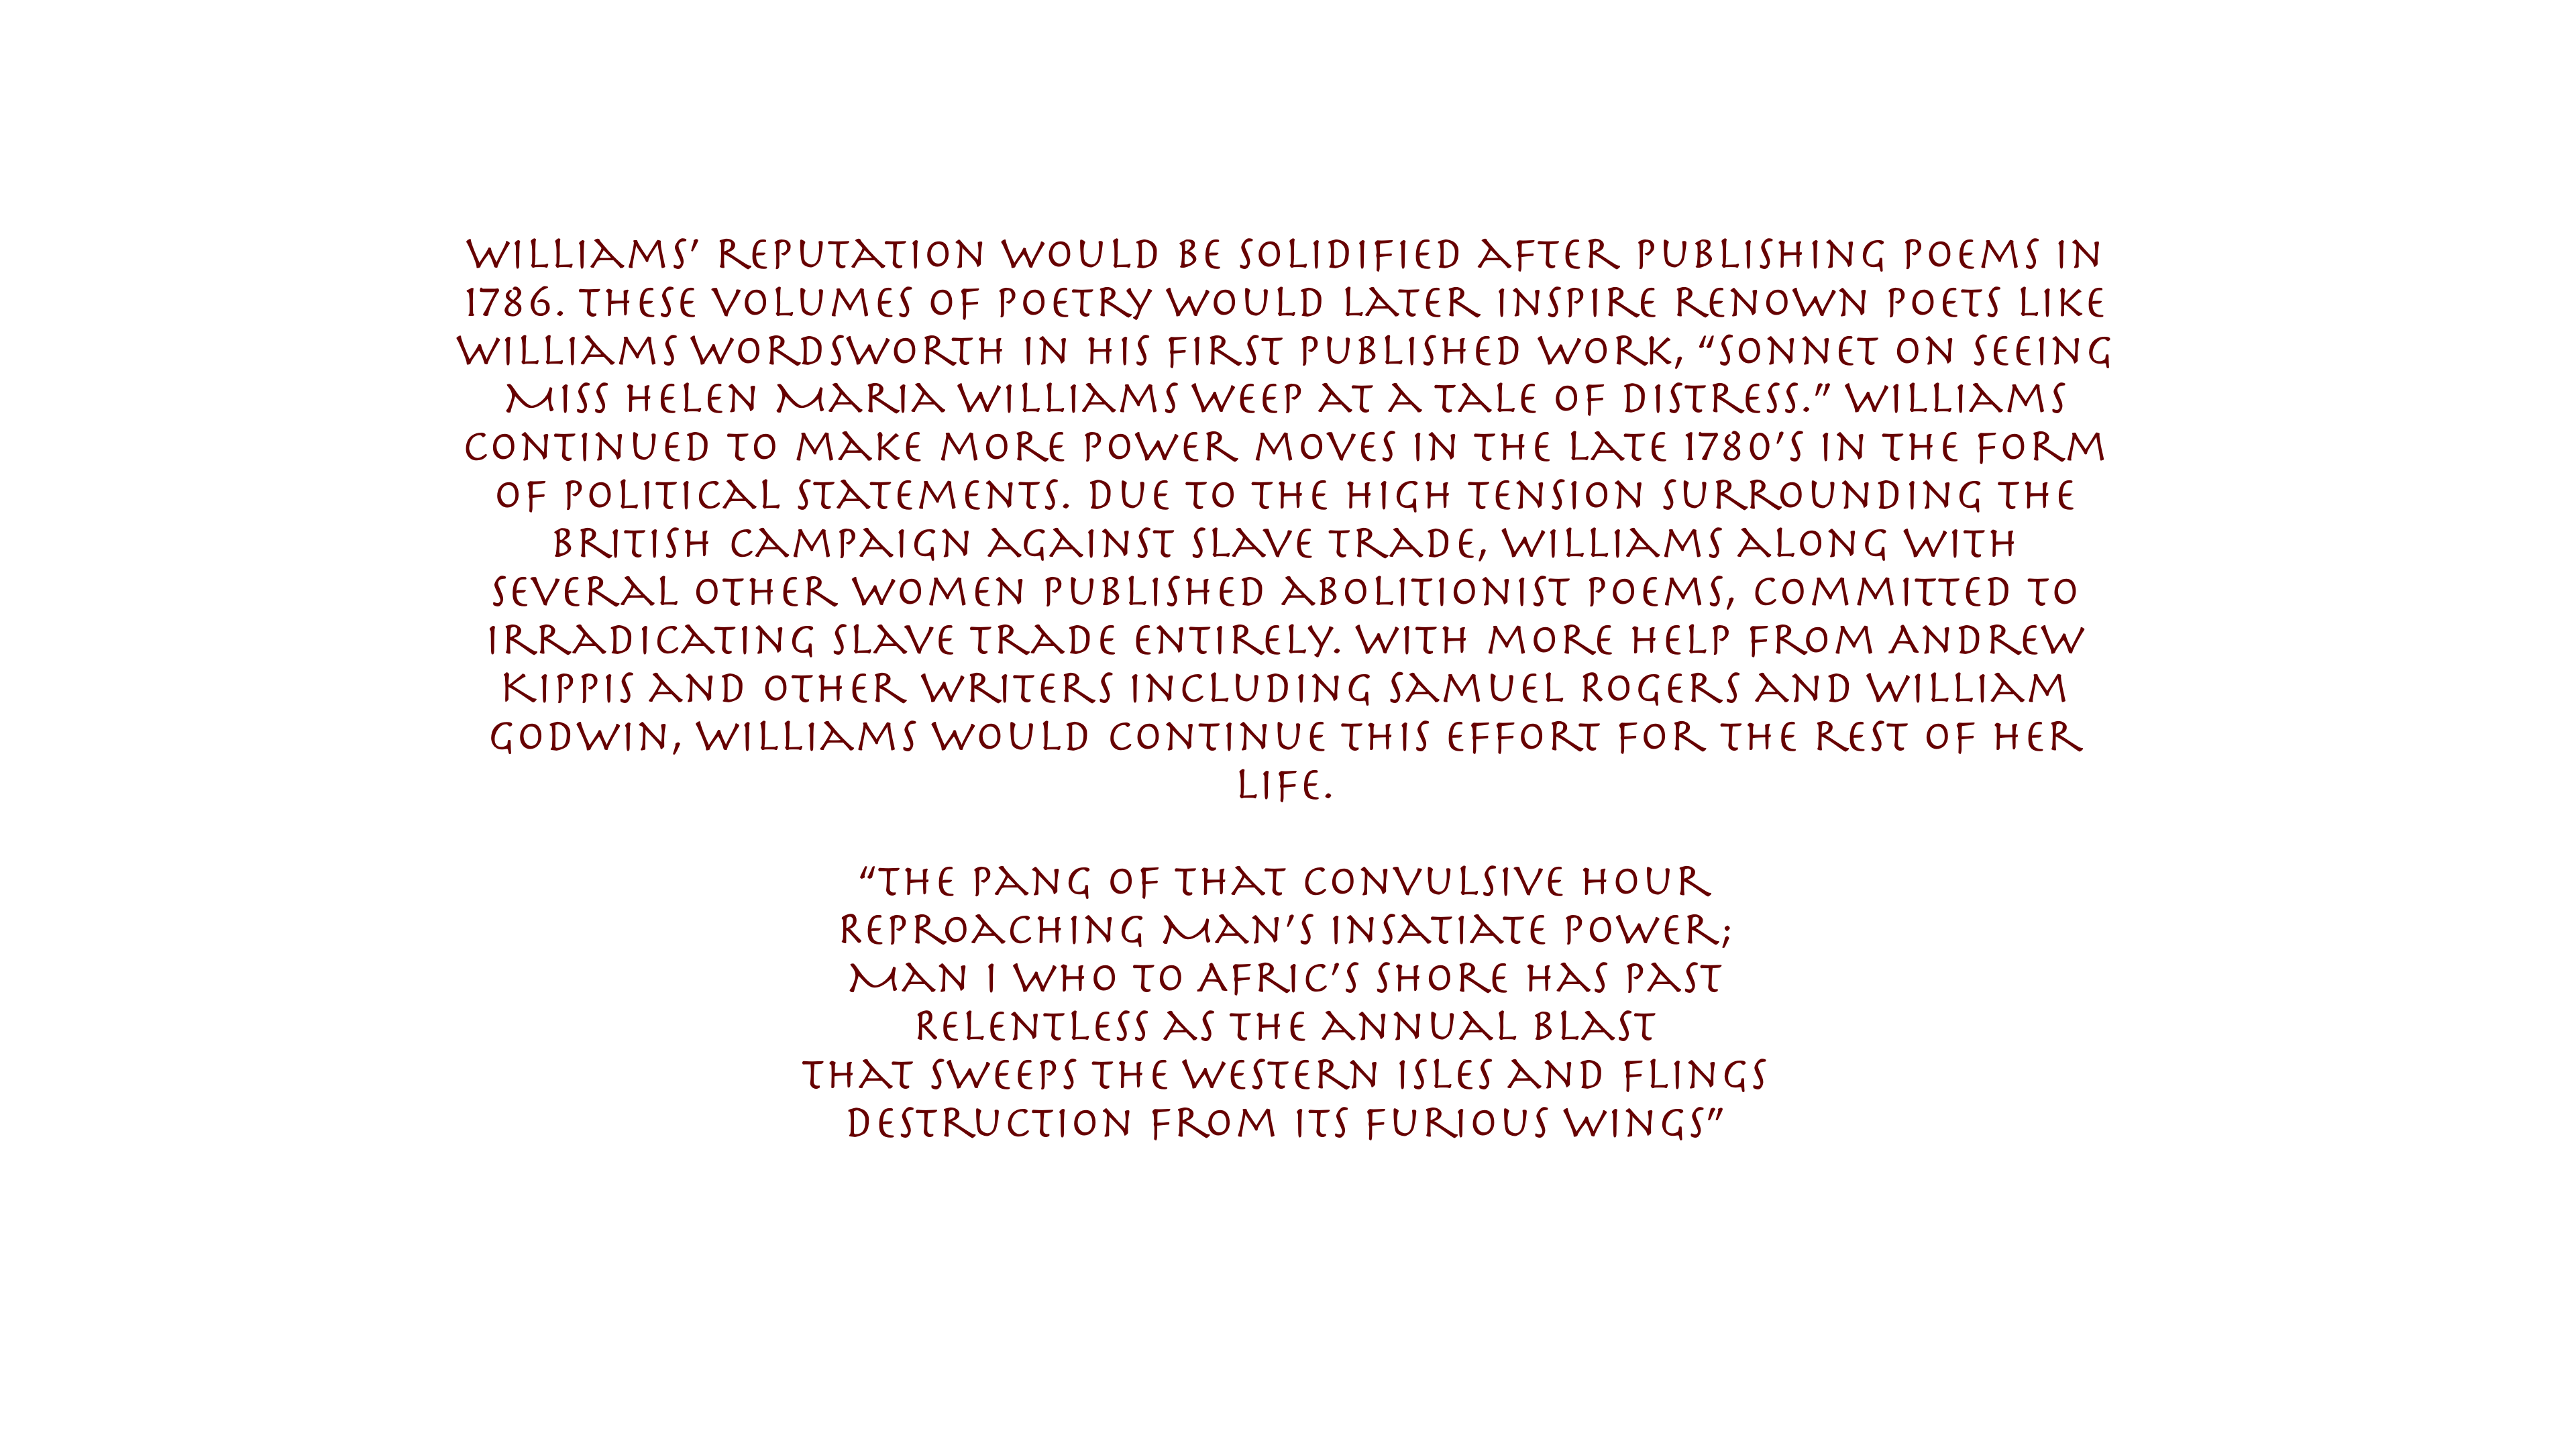 Williams’ reputation would be solidified after publishing poems in
1786. These volumes of poetry would later inspire renown poets like
Williams Wordsworth in his first published work, “Sonnet on Seeing
Miss Helen Maria Williams Weep at a Tale of Distress.” Williams
continued to make more power moves in the late 1780’s in the form
of political statements. Due to the high tension surrounding the
British campaign against slave trade, Williams along with
several other women published abolitionist poems, committed to
irradicating slave trade entirely. With more help from Andrew
Kippis and other writers including Samuel Rogers and William
Godwin, Williams would continue this effort for the rest of her
life.
“The pang of that convulsive hour
Reproaching Man’s insatiate power;
Man I who to Afric’s shore has past
Relentless as the annual blast
That sweeps the Western Isles and flings
Destruction from its furious wings”